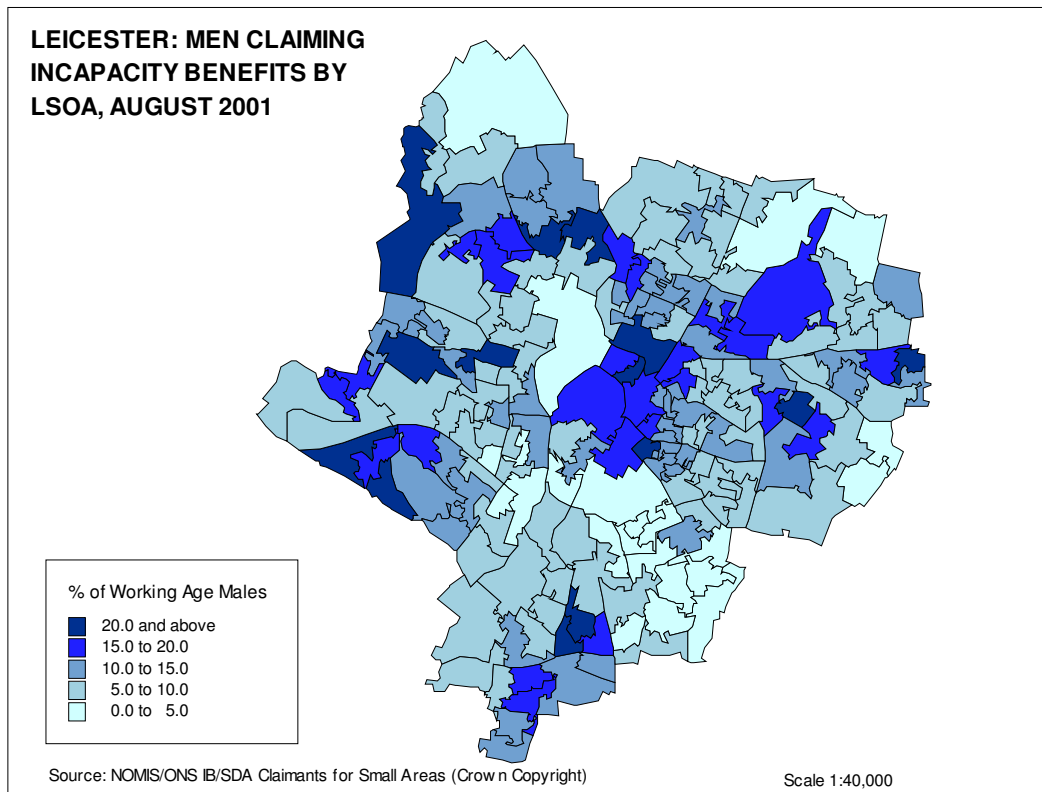 LEICESTER: MEN CLAIMING
INCAPACITY BENEFITS BY
LSOA, AUGUST 2001
% of Working Age Males
20.0 and above
15.0 to 20.0
10.0 to 15.0
5.0 to 10.0
0.0 to 5.0
Source: NOMIS/ONS IB/SDA Claimants for Small Areas (Crown Copyright)
Scale 1:40,000